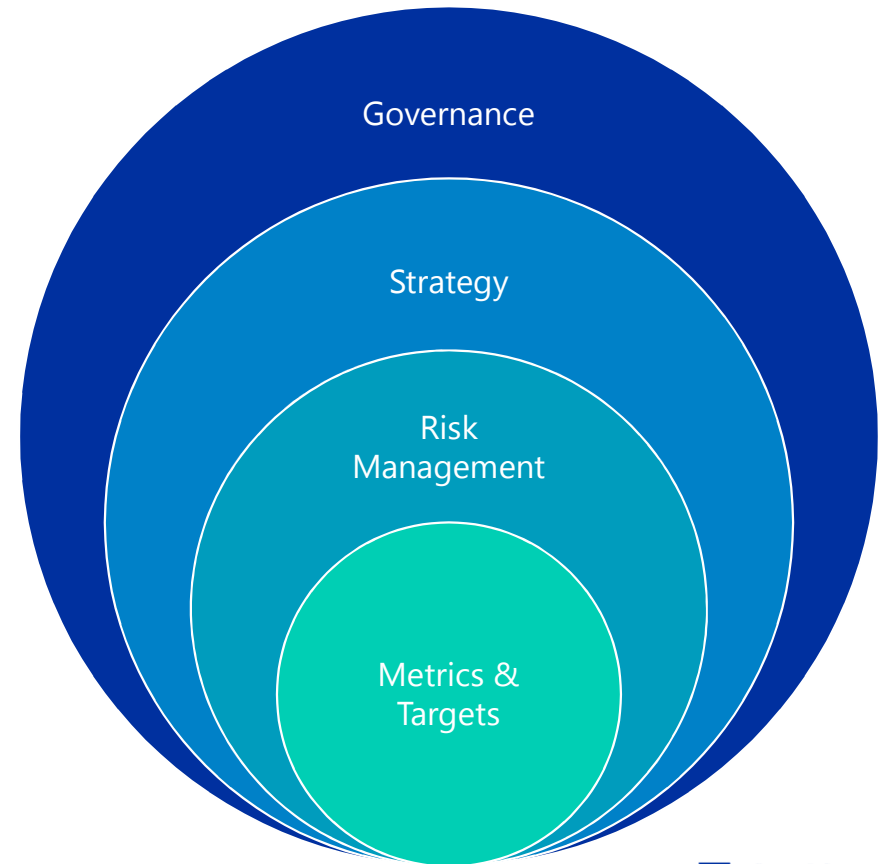 Governance
Strategy
Risk
Management
Metrics &
Targets